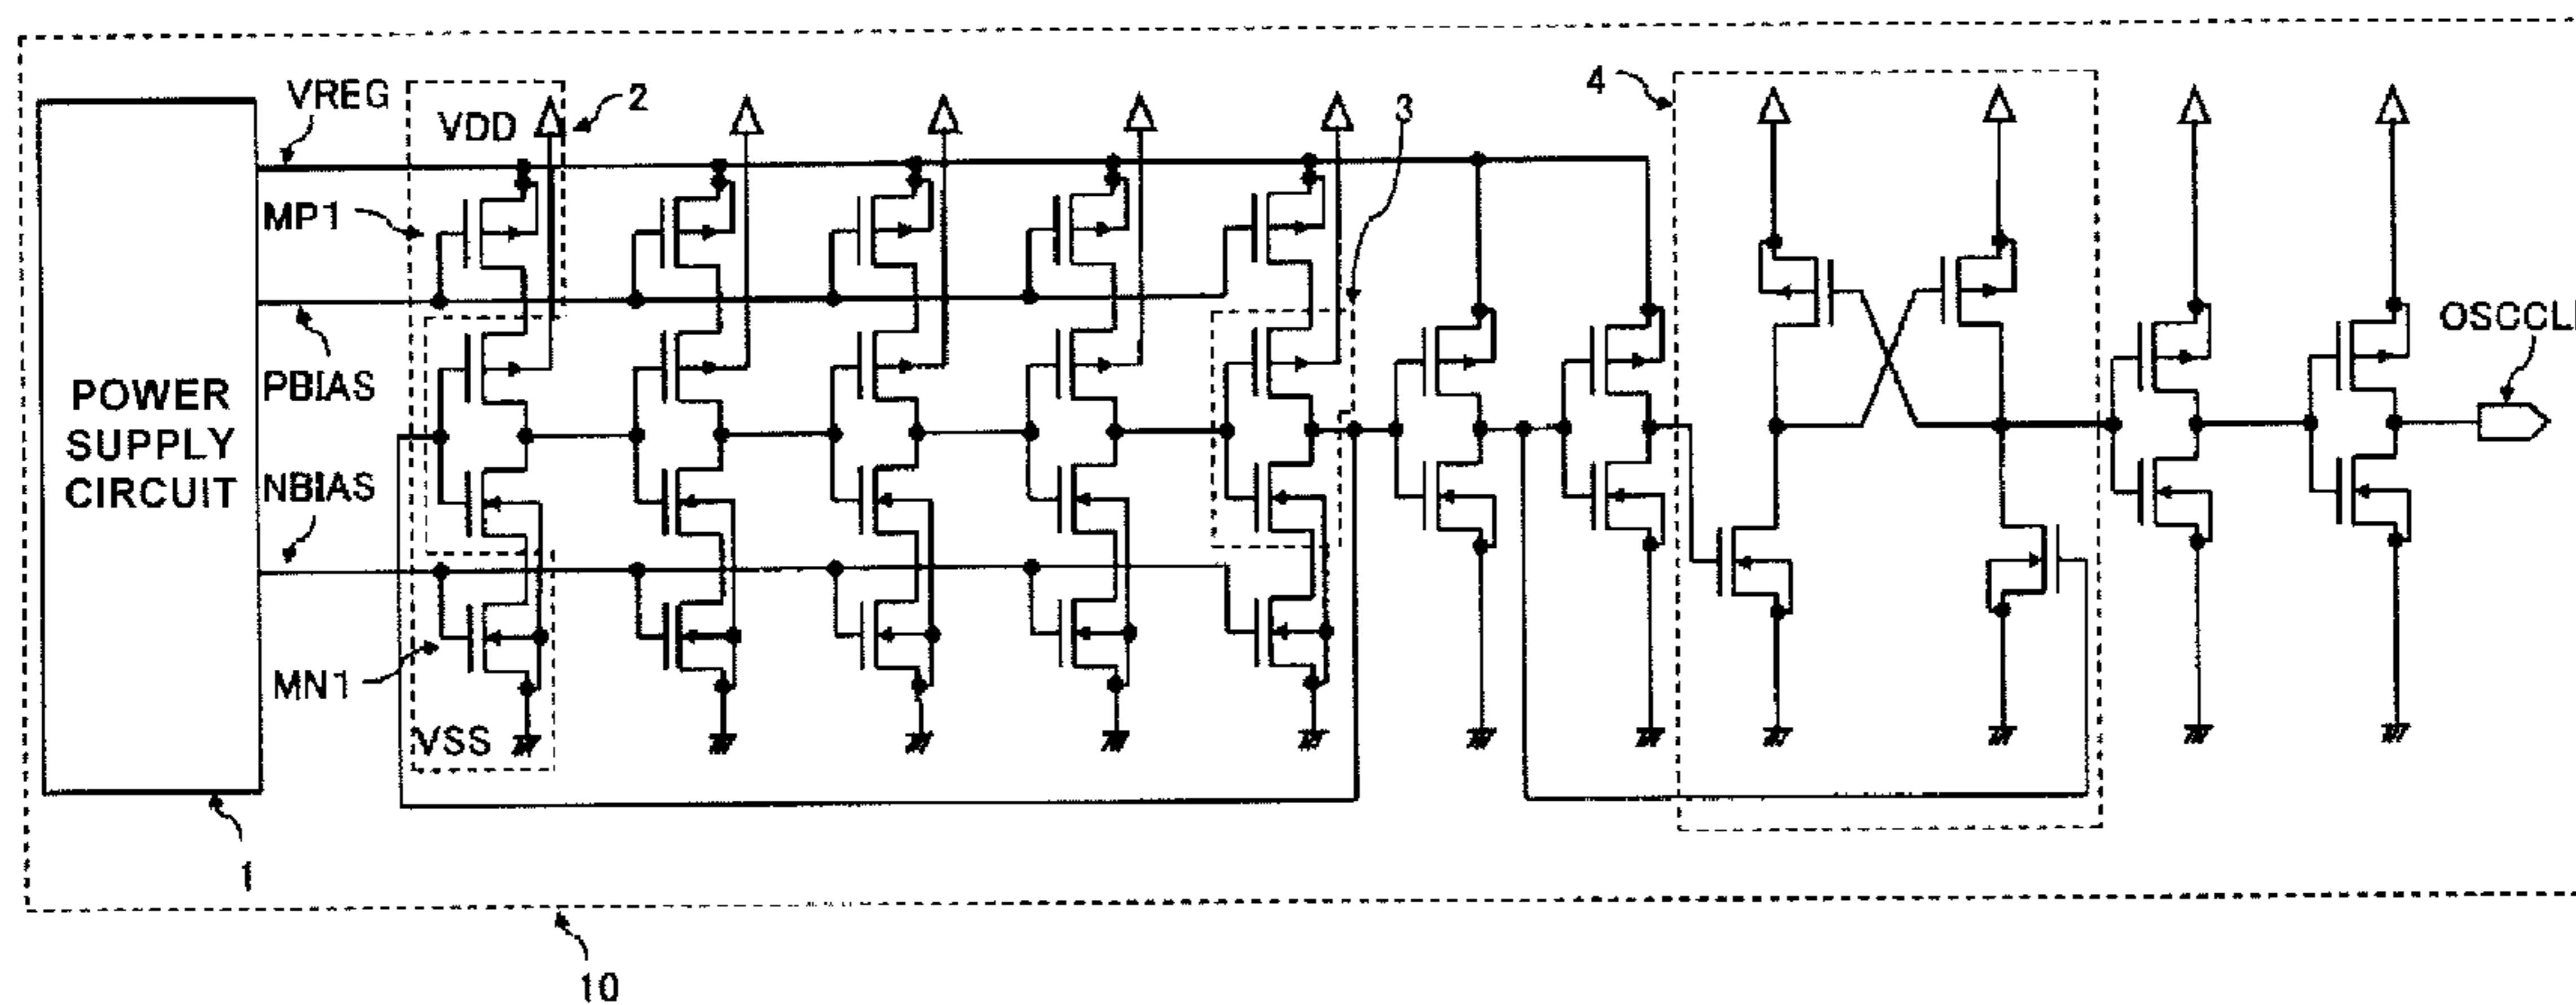 VREG
VDD
2
3
4
MP1
PBIAS
OSCCL
POWER
SUPPLY
CIRCUIT
NBIAS
MN1
VSS
1
10